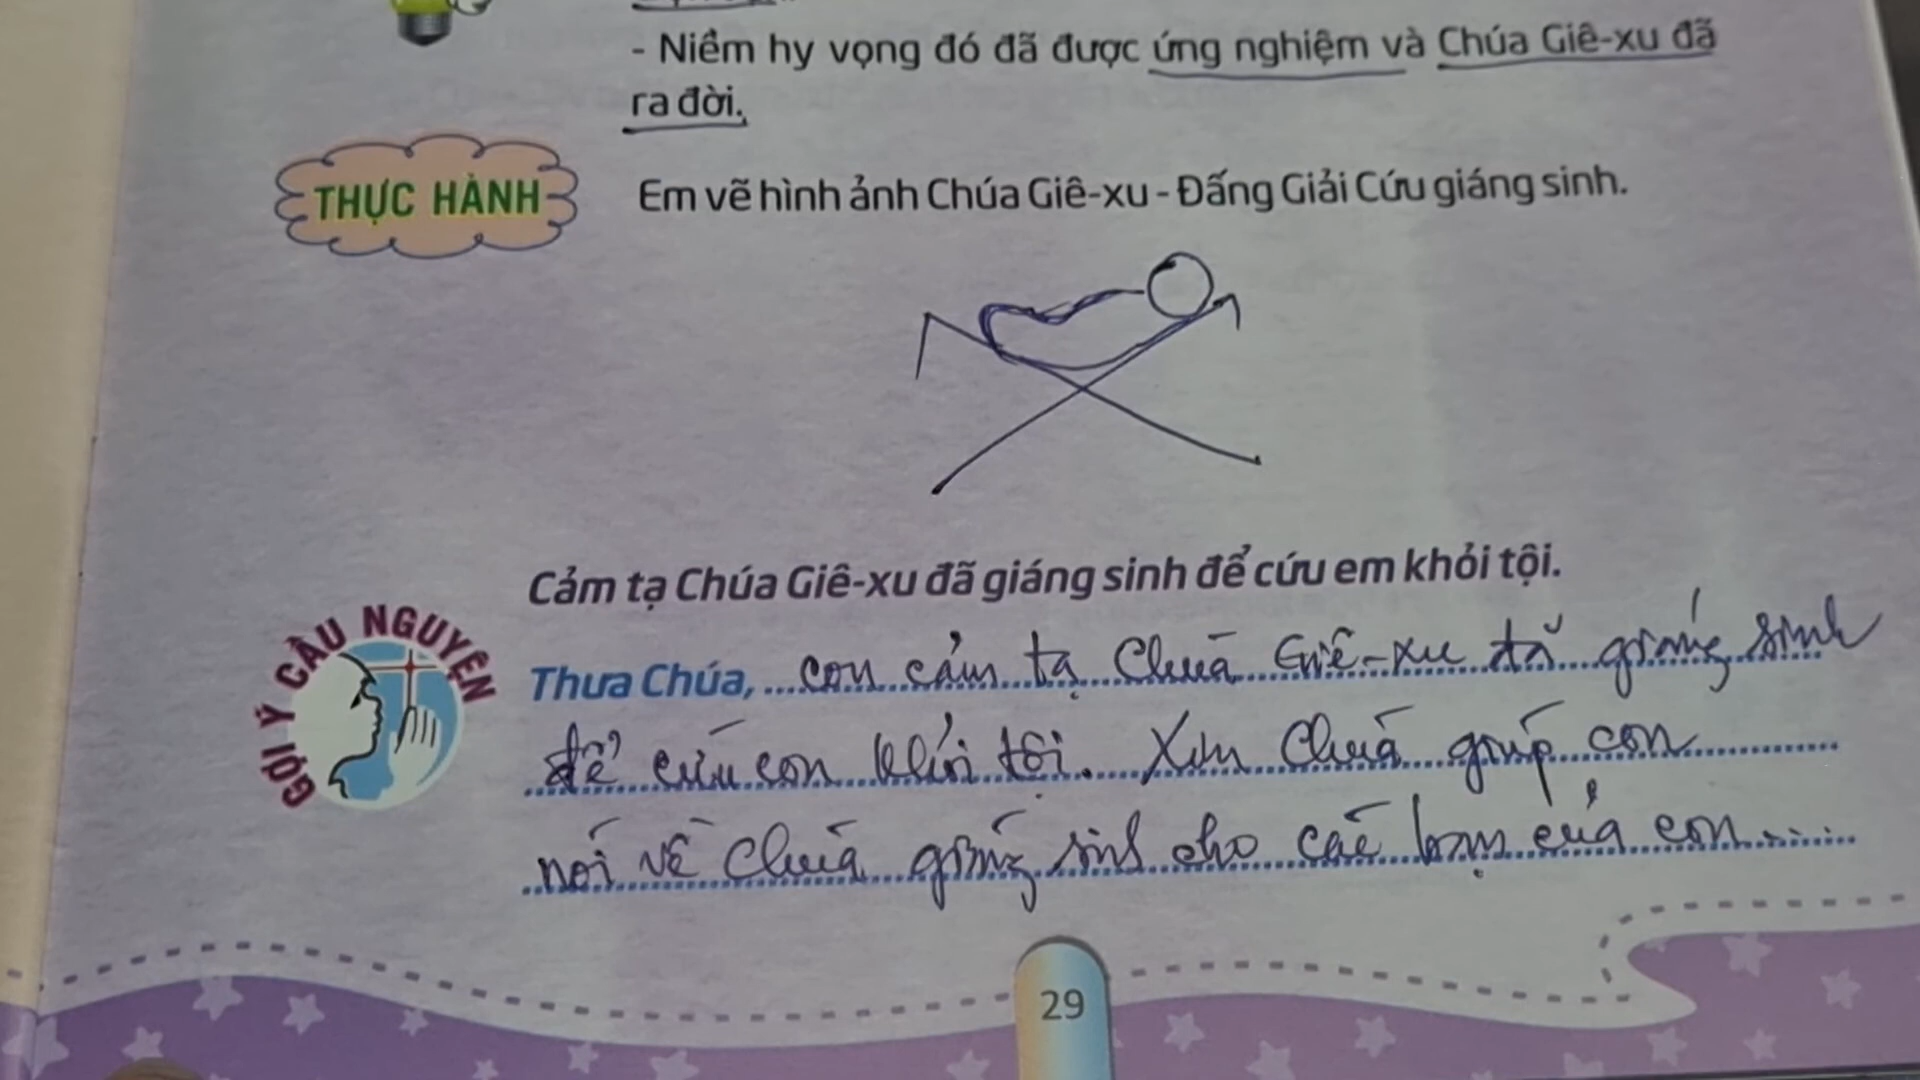 - Niềm hy vọng đó đã được ứng nghiệm và Chúa Giê-xu đã
ra đời.
THỰC HÀNH
Em vẽ hình ảnh Chúa Giê-xu - Đấng Giải Cứu giáng sinh.
Cảm tạ Chúa Giê-xu đã giáng sinh để cứu em khỏi tội.
GỢI Ý CẦU NGUYỆN
Thưa Chúa, con cảm tạ Chúa Giê-xu đã giáng sinh
để cứu con khỏi tội. Xin Chúa giúp con
nói về Chúa giáng sinh cho các bạn của con.....
29